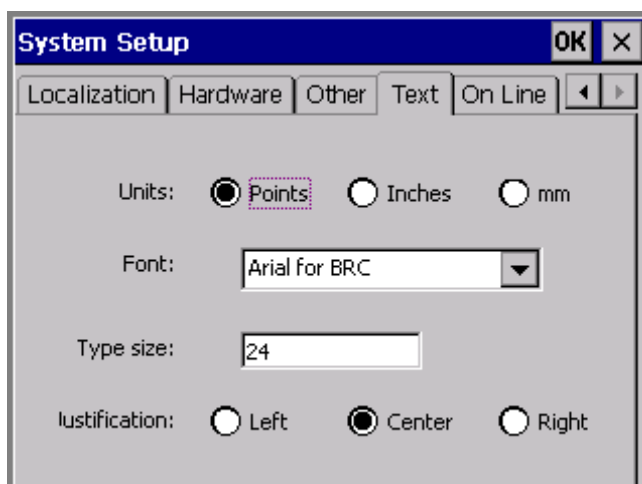 System Setup OK
Localization Hardware Other Text On Line
Units: Points Inches mm
Font: Arial for BRC
Type size: 24
lustification: Left Center Right